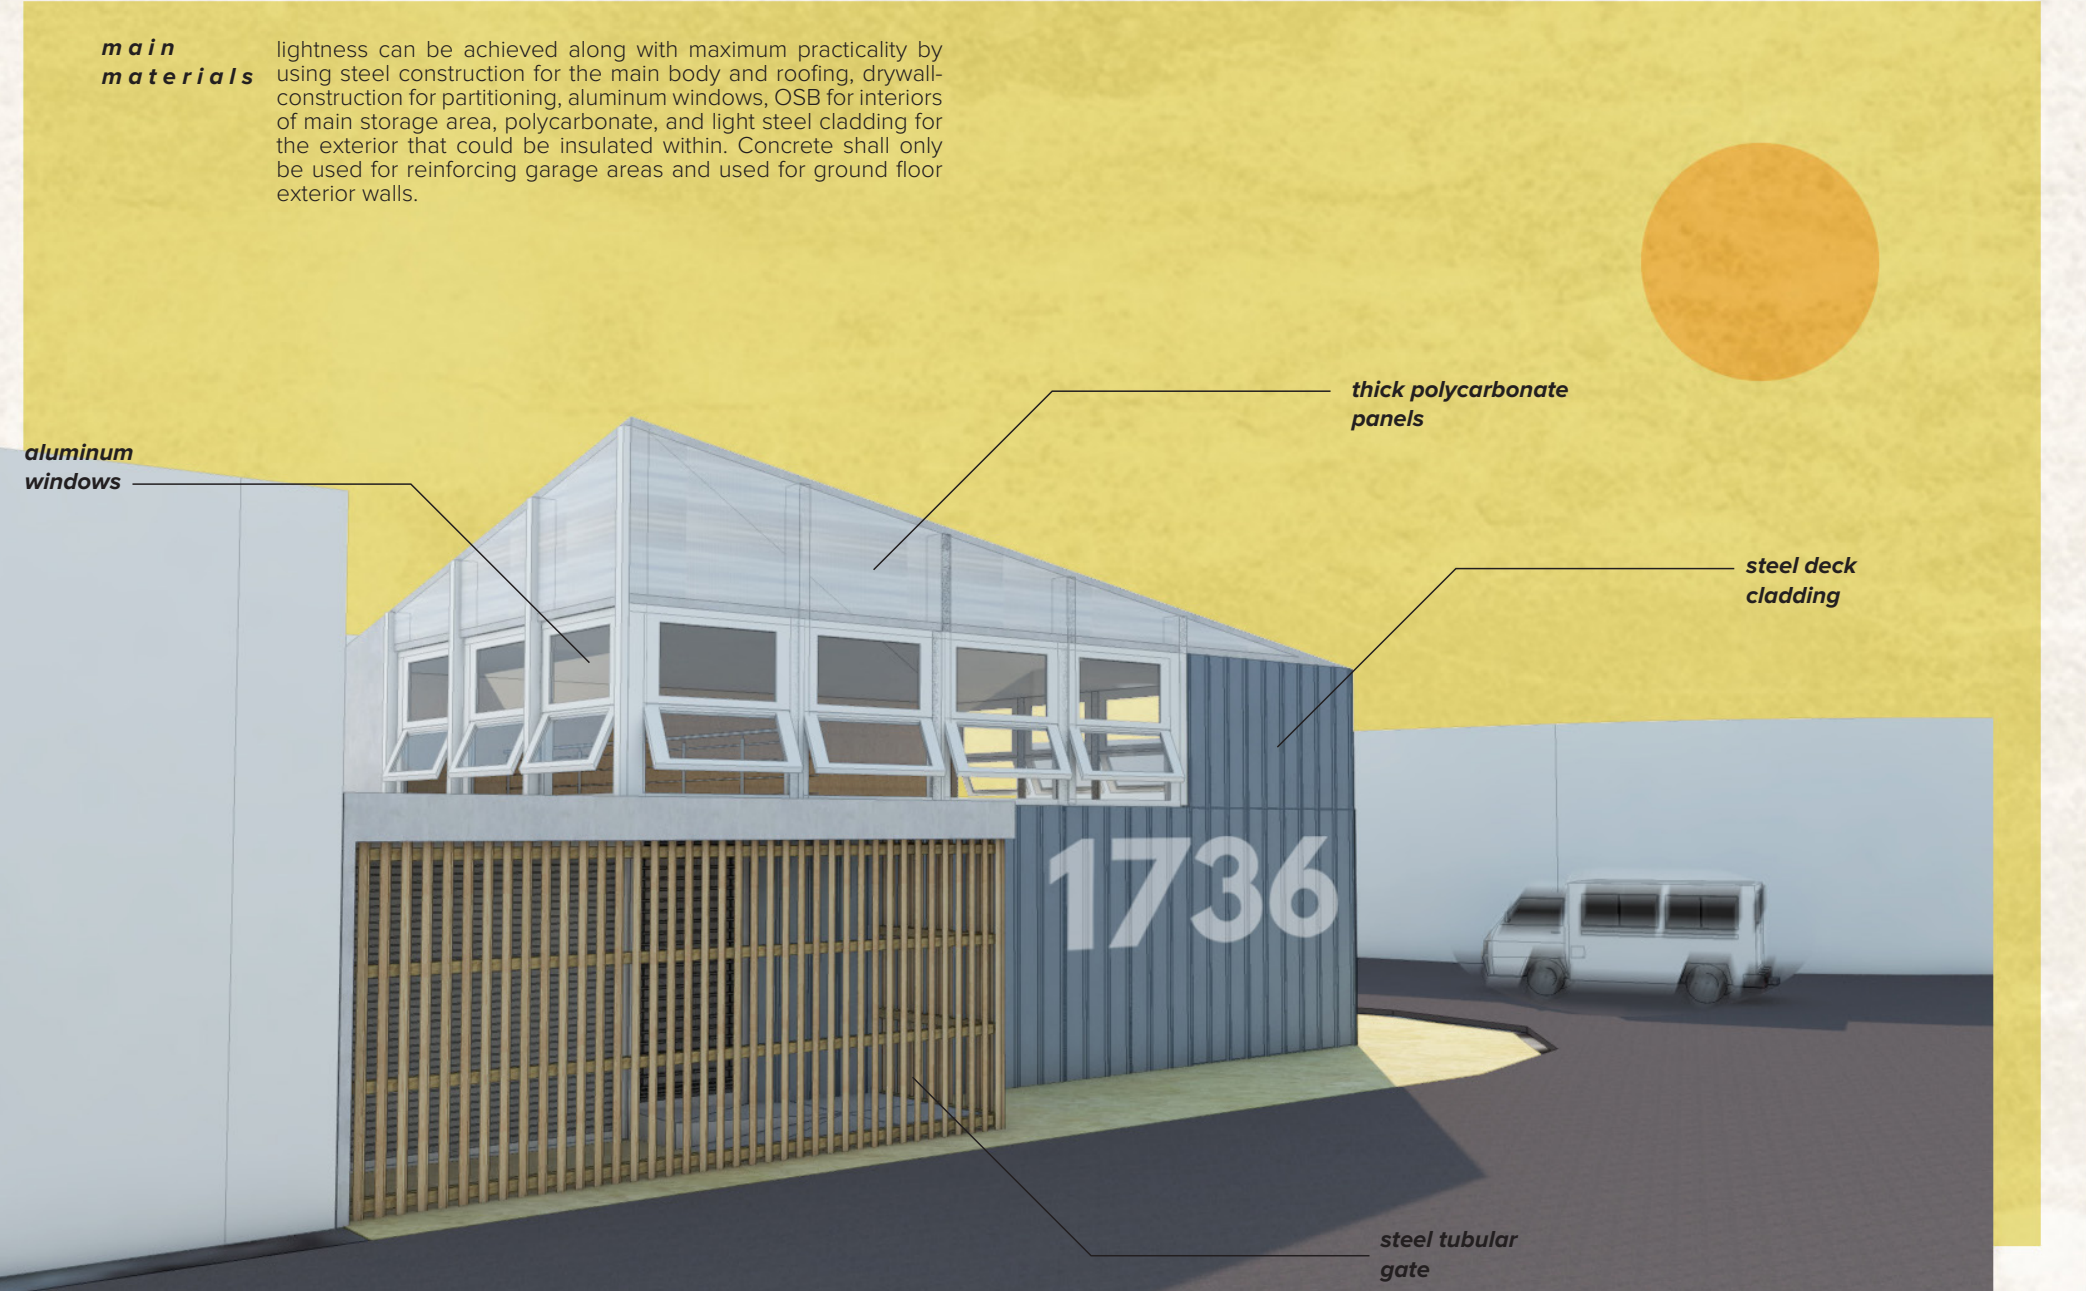 main
materials
lightness can be achieved along with maximum practicality by
using steel construction for the main body and roofing, drywall-
construction for partitioning, aluminum windows, OSB for interiors
of main storage area, polycarbonate, and light steel cladding for
the exterior that could be insulated within. Concrete shall only
be used for reinforcing garage areas and used for ground floor
exterior walls.
thick polycarbonate
panels
aluminum
windows
steel deck
cladding
1736
steel tubular
gate